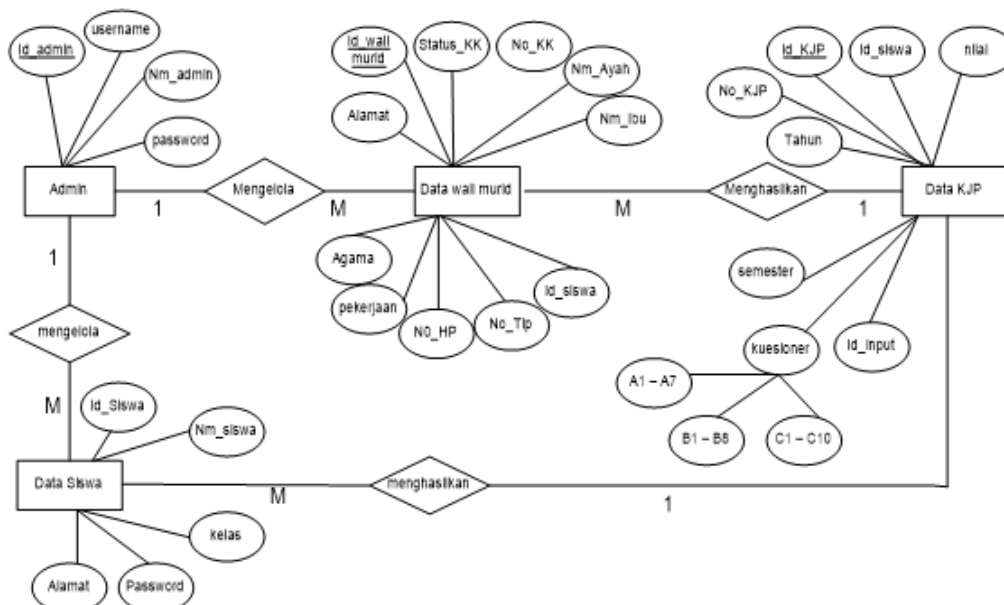 Id_admin
username
Nm_admin
password
Admin
1
Mengelola
M
Id_wali
murid
Status_KK
No_KK
Nm_Ayah
Nm_Ibu
Alamat
Data wali murid
M
Menghasilkan
1
Id_KJP
Id_siswa
nilai
No_KJP
Tahun
Data KJP
Agama
pekerjaan
N0_HP
No_Tlp
Id_siswa
semester
kuesioner
Id_Input
A1 – A7
B1 – B8
C1 – C10
1
mengelola
M
Id_Siswa
Nm_siswa
Data Siswa
M
menghasilkan
1
kelas
Alamat
Password